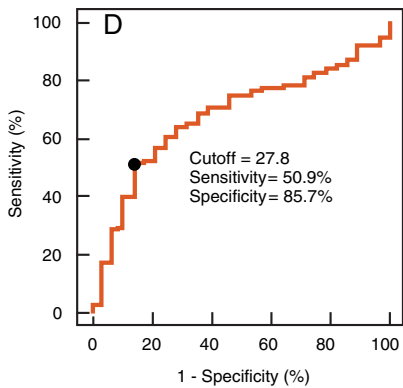 D
100
80
60
40
20
0
Sensitivity (%)
Cutoff = 27.8
Sensitivity= 50.9%
Specificity= 85.7%
0 20 40 60 80 100
1 - Specificity (%)